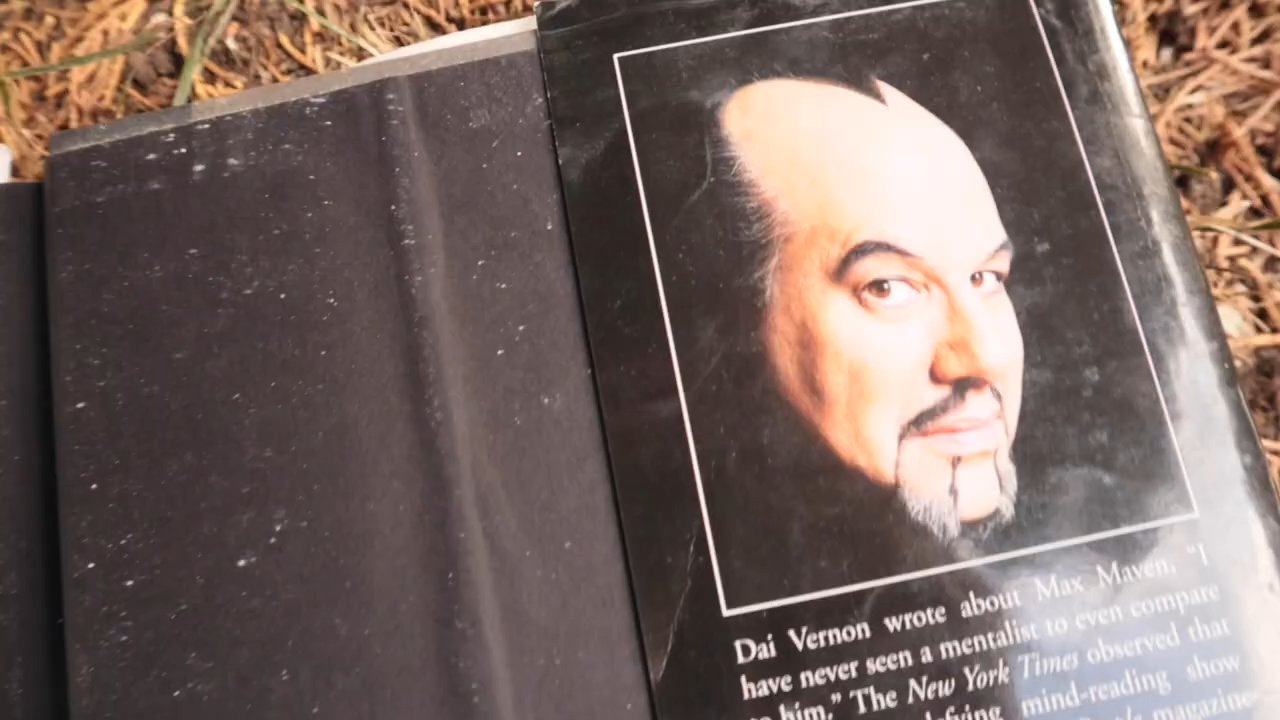 Dai Vernon wrote about Max Maven, “I
have never seen a mentalist to even compare
to him.” The New York Times observed that
mind-reading show
magazine